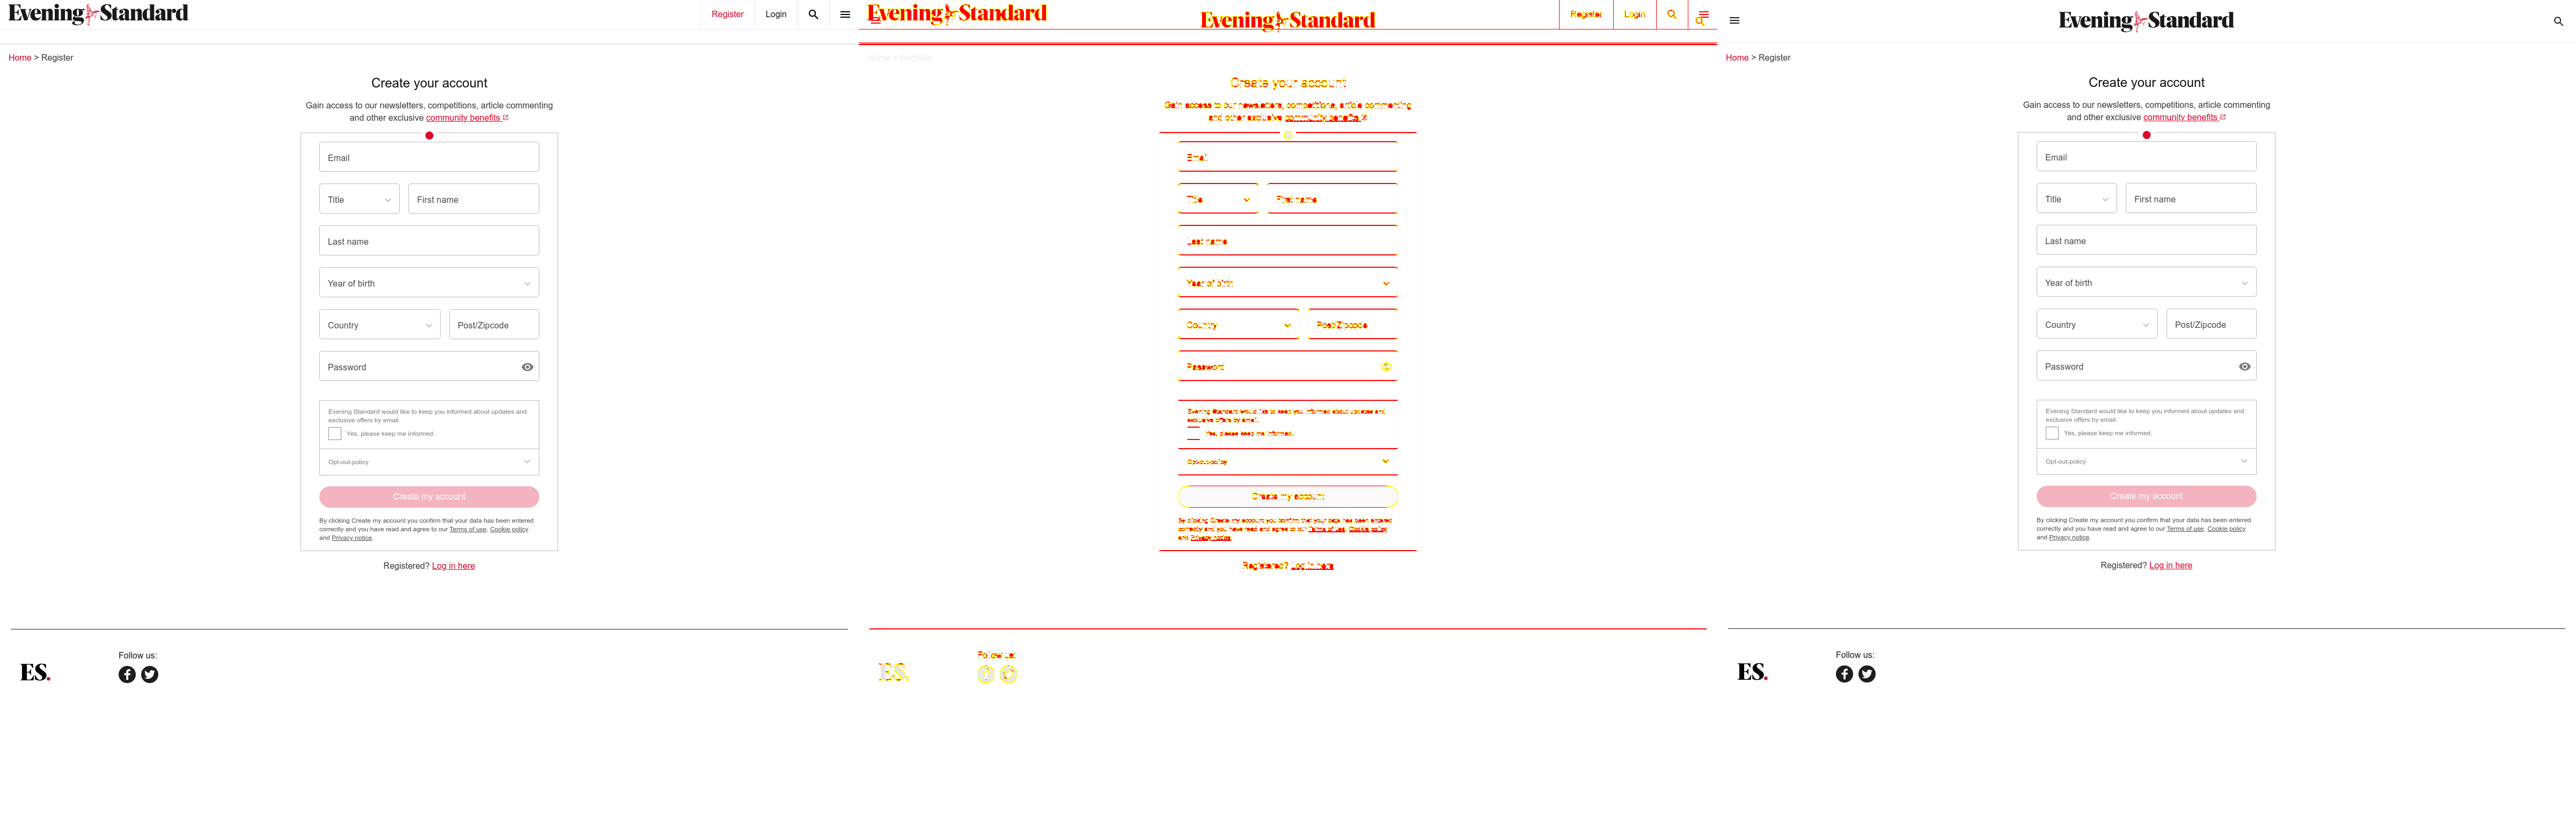 Evening Standard
Register Login
Home > Register
Create your account
Gain access to our newsletters, competitions, article commenting
and other exclusive community benefits
Email
Title First name
Last name
Year of birth
Country Post/Zipcode
Password
Evening Standard would like to keep you informed about updates and
exclusive offers by email.
Yes, please keep me informed.
Opt-out-policy
Create my account
By clicking Create my account you confirm that your data has been entered
correctly and you have read and agree to our Terms of use, Cookie policy
and Privacy notice.
Registered? Log in here
Follow us:
ES.
Evening Standard
Evening Standard
Register Login
Home > Register
Create your account
Gain access to our newsletters, competitions, article commenting
and other exclusive community benefits
Email
Title First name
Last name
Year of birth
Country Post/Zipcode
Password
Evening Standard would like to keep you informed about updates and
exclusive offers by email.
Yes, please keep me informed.
Opt-out-policy
Create my account
By clicking Create my account you confirm that your data has been entered
correctly and you have read and agree to our Terms of use, Cookie policy
and Privacy notice.
Registered? Log in here
Follow us:
ES.
Evening Standard
Home > Register
Create your account
Gain access to our newsletters, competitions, article commenting
and other exclusive community benefits
Email
Title First name
Last name
Year of birth
Country Post/Zipcode
Password
Evening Standard would like to keep you informed about updates and
exclusive offers by email.
Yes, please keep me informed.
Opt-out-policy
Create my account
By clicking Create my account you confirm that your data has been entered
correctly and you have read and agree to our Terms of use, Cookie policy
and Privacy notice.
Registered? Log in here
Follow us:
ES.